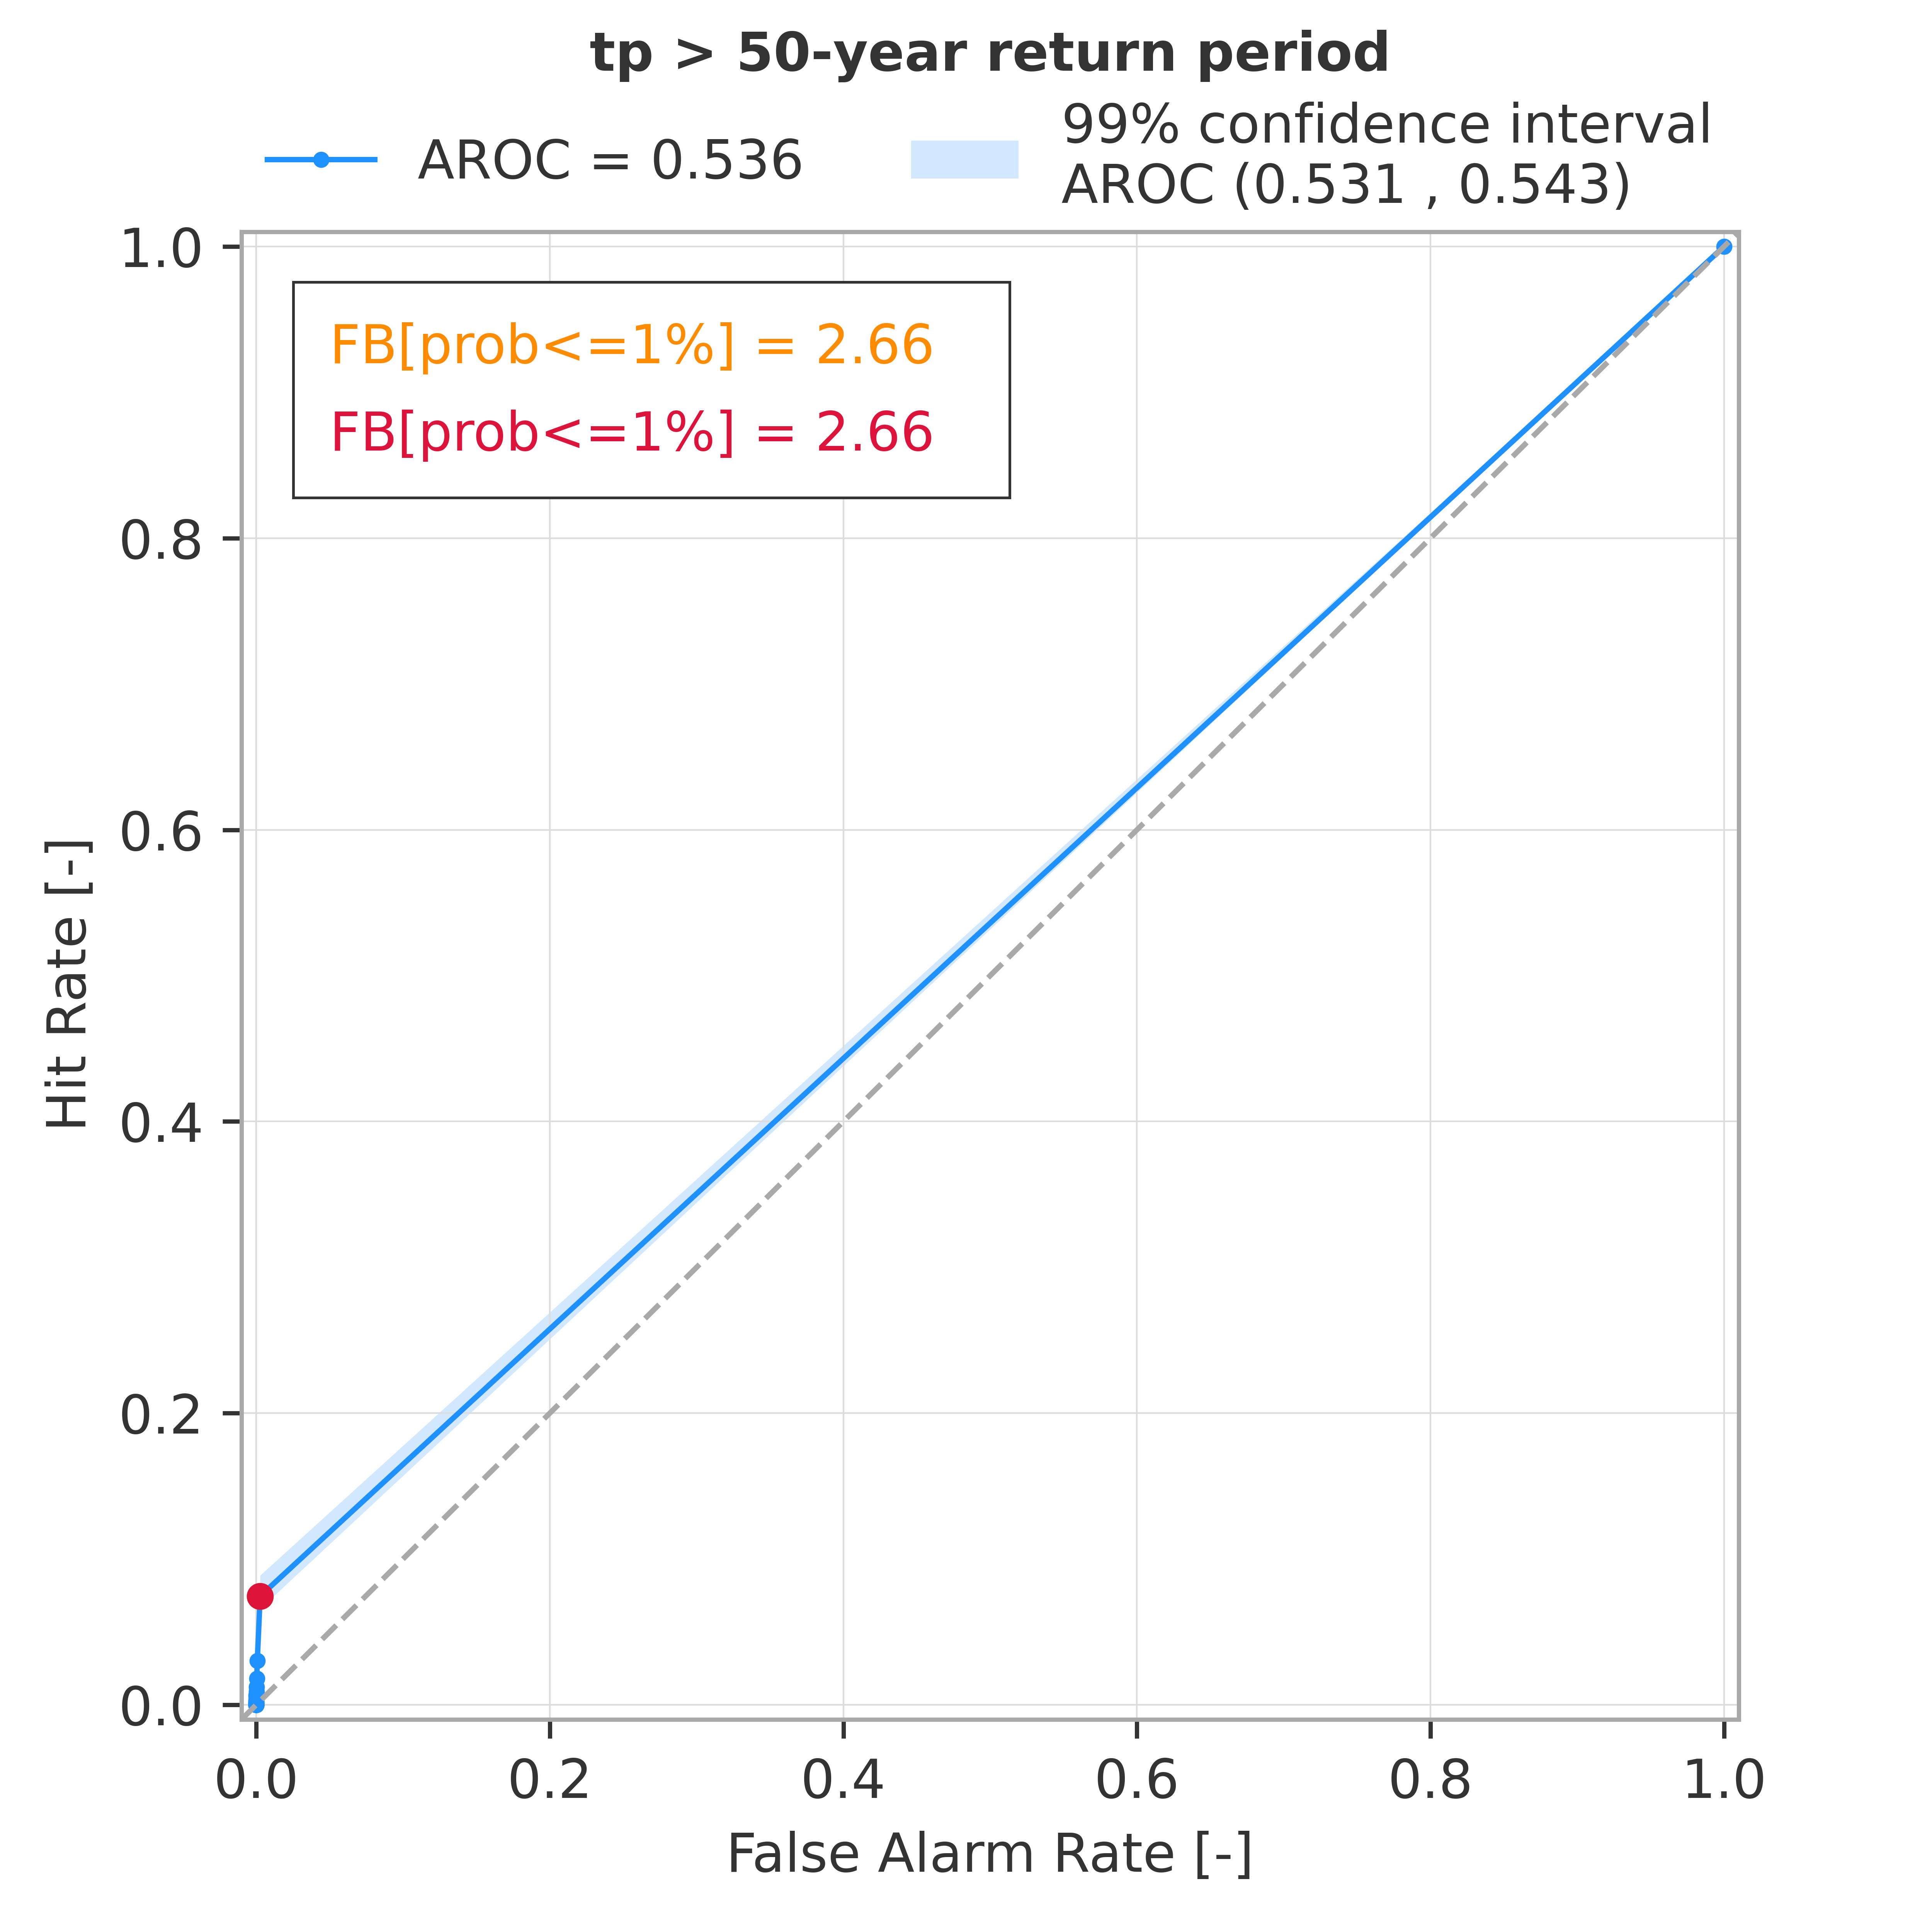 tp > 50-year return period
AROC = 0.536
99% confidence interval
AROC (0.531 , 0.543)
FB[prob<=1%] = 2.66
FB[prob<=1%] = 2.66
1.0
0.8
0.6
0.4
0.2
0.0
Hit Rate [-]
0.0 0.2 0.4 0.6 0.8 1.0
False Alarm Rate [-]